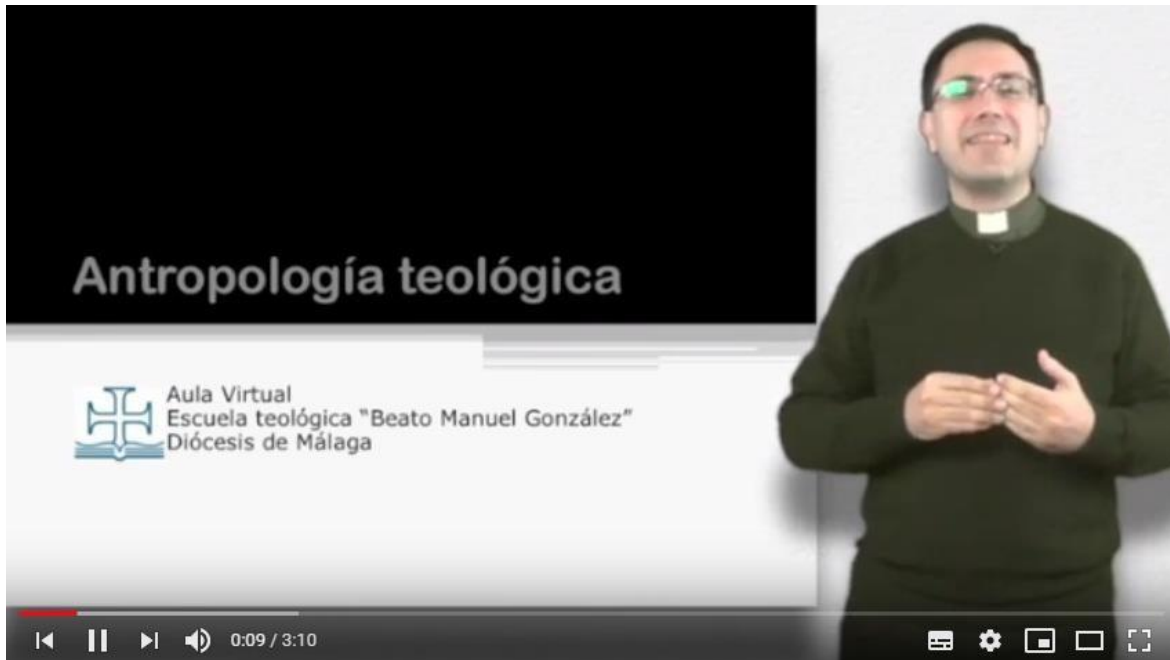 Antropología teológica
Aula Virtual
Escuela teológica "Beato Manuel González"
Diócesis de Málaga
0:09 / 3:10